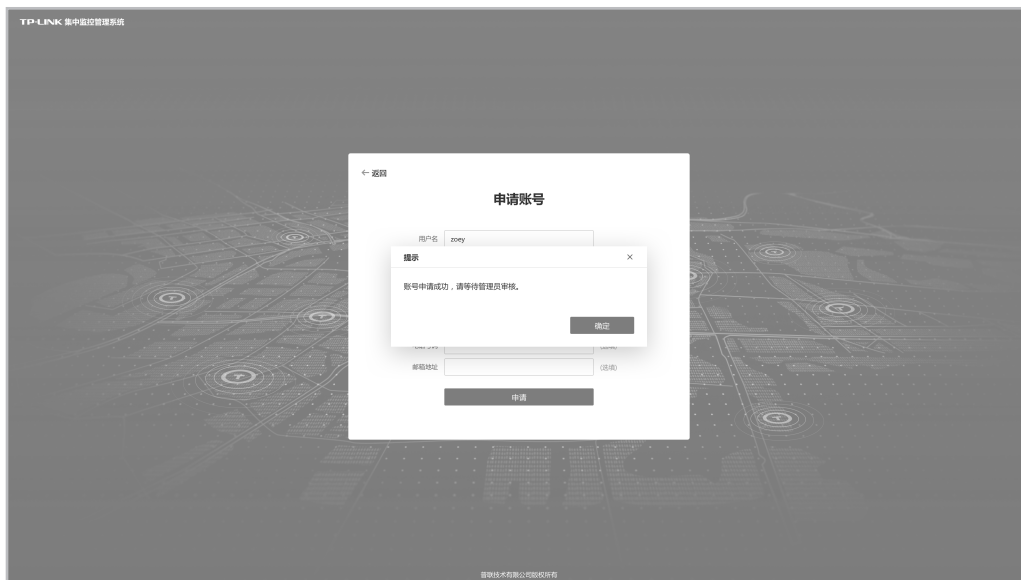 TP-LINK 集中监控管理系统
← 返回
申请账号
用户名 zoey
提示 ×
账号申请成功，请等待管理员审核。
确定
邮箱地址 (选填)
申请
普联技术有限公司版权所有